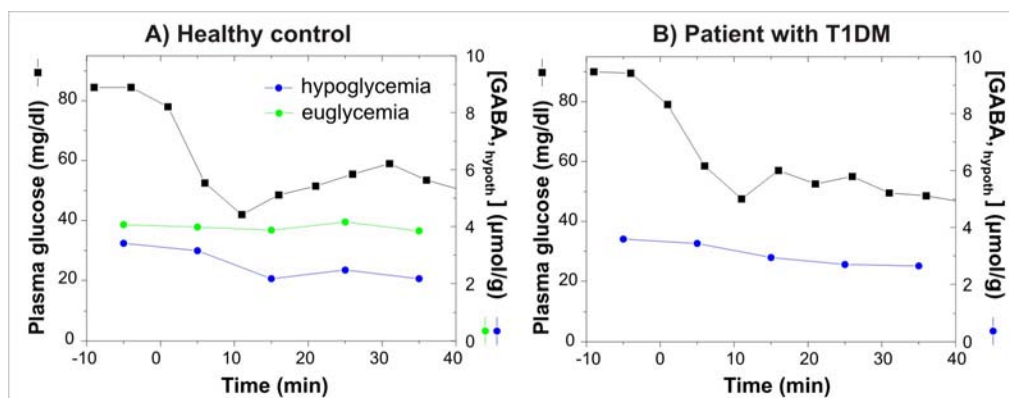 A) Healthy control
B) Patient with T1DM
Plasma glucose (mg/dl)
80
60
40
20
0
hypoglycemia
euglycemia
10
8
6
4
2
0
[GABA, hypoth] (μmol/g)
-10 0 10 20 30 40
Time (min)
Plasma glucose (mg/dl)
80
60
40
20
0
10
8
6
4
2
0
[GABA, hypoth] (μmol/g)
-10 0 10 20 30 40
Time (min)